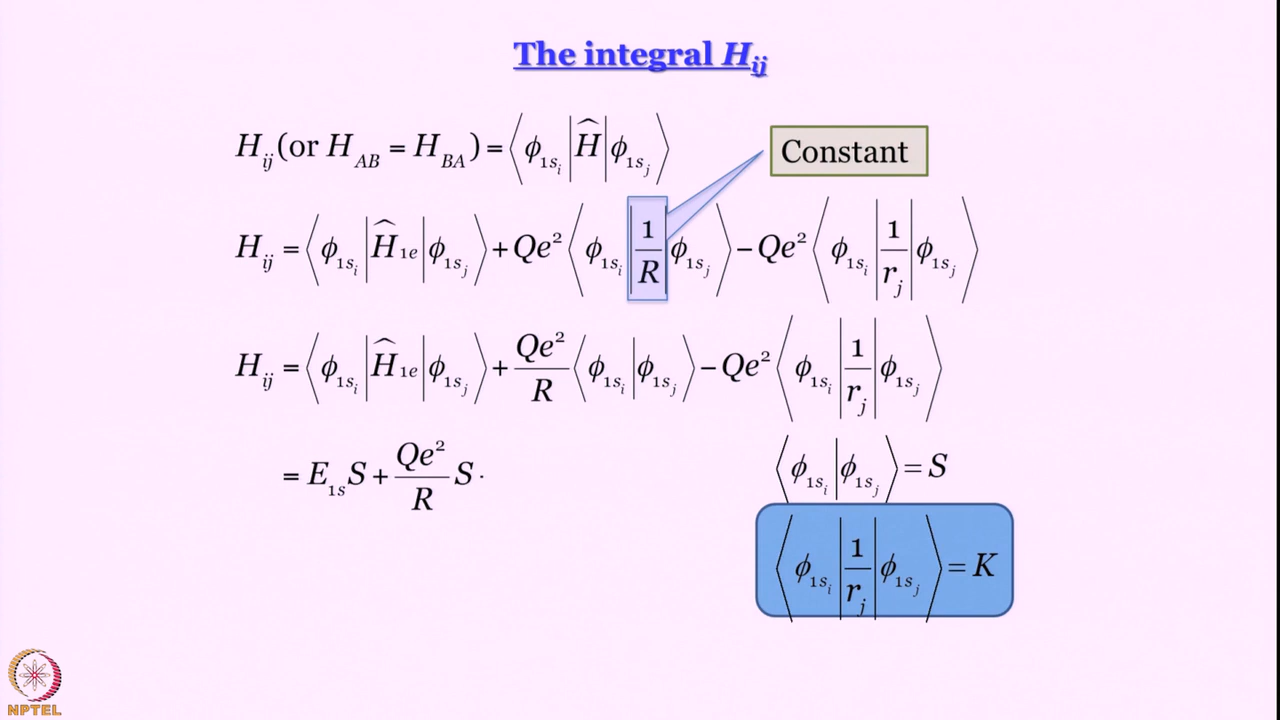 The integral H_ij
H_ij (or H_AB = H_BA) = ⟨ϕ_1s_i | Ĥ | ϕ_1s_j⟩
Constant
H_ij = ⟨ϕ_1s_i | Ĥ_1e | ϕ_1s_j⟩ + Qe² ⟨ϕ_1s_i | 1/R | ϕ_1s_j⟩ − Qe² ⟨ϕ_1s_i | 1/r_j | ϕ_1s_j⟩
H_ij = ⟨ϕ_1s_i | Ĥ_1e | ϕ_1s_j⟩ + Qe²/R ⟨ϕ_1s_i | ϕ_1s_j⟩ − Qe² ⟨ϕ_1s_i | 1/r_j | ϕ_1s_j⟩
= E_1s S + Qe²/R S ·
⟨ϕ_1s_i | ϕ_1s_j⟩ = S
⟨ϕ_1s_i | 1/r_j | ϕ_1s_j⟩ = K
NPTEL